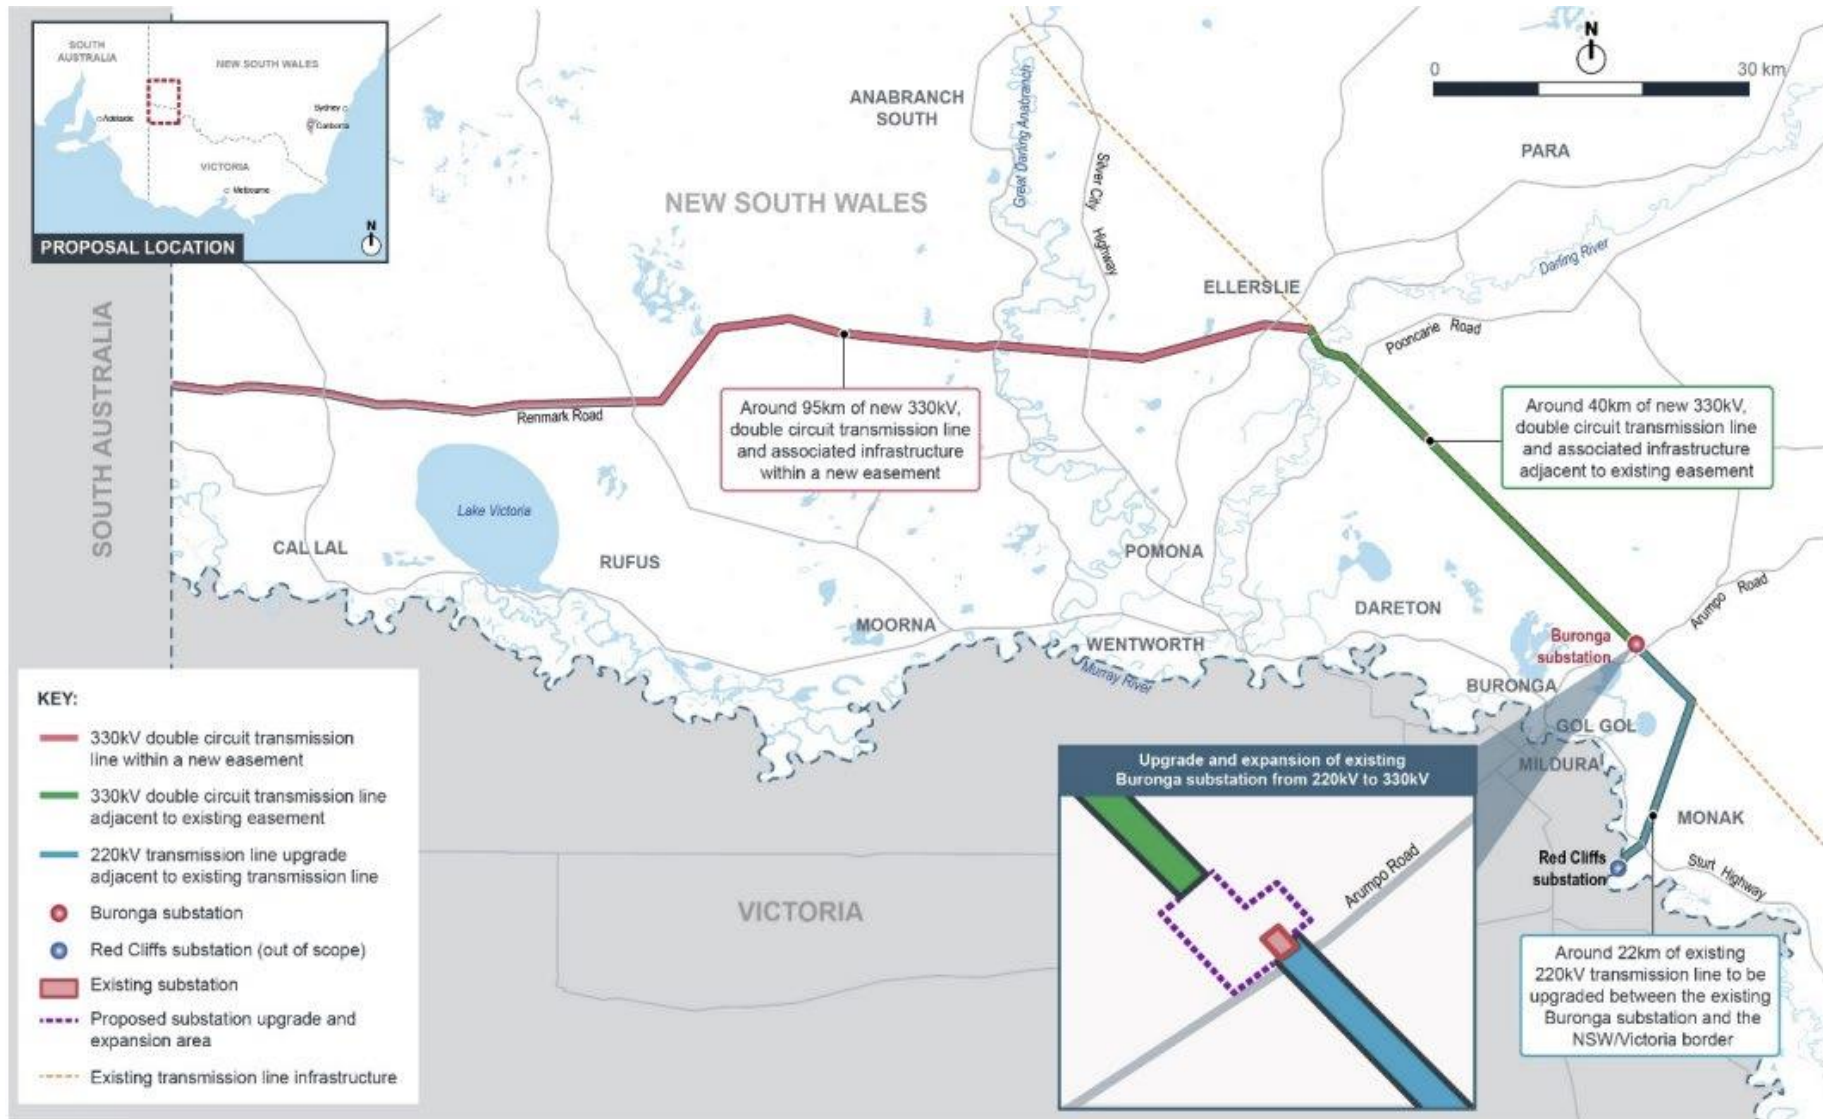 SOUTH
AUSTRALIA
NEW SOUTH WALES
Sydney
Adelaide
Canberra
VICTORIA
Melbourne
N
PROPOSAL LOCATION
N
0
30 km
ANABRANCH
SOUTH
Great Darling Anabranch
Silver City Highway
PARA
NEW SOUTH WALES
Darling River
ELLERSLIE
Pooncarie Road
SOUTH AUSTRALIA
Renmark Road
Around 95km of new 330kV,
double circuit transmission line
and associated infrastructure
within a new easement
Around 40km of new 330kV,
double circuit transmission line
and associated infrastructure
adjacent to existing easement
Lake Victoria
CAL LAL
RUFUS
POMONA
MOORNA
WENTWORTH
Murray River
DARETON
Arumpo Road
Buronga
substation
BURONGA
GOL GOL
MILDURA
MONAK
Red Cliffs
substation
Sturt Highway
VICTORIA
Upgrade and expansion of existing
Buronga substation from 220kV to 330kV
Arumpo Road
Around 22km of existing
220kV transmission line to be
upgraded between the existing
Buronga substation and the
NSW/Victoria border
KEY:
330kV double circuit transmission
line within a new easement
330kV double circuit transmission line
adjacent to existing easement
220kV transmission line upgrade
adjacent to existing transmission line
Buronga substation
Red Cliffs substation (out of scope)
Existing substation
Proposed substation upgrade and
expansion area
Existing transmission line infrastructure